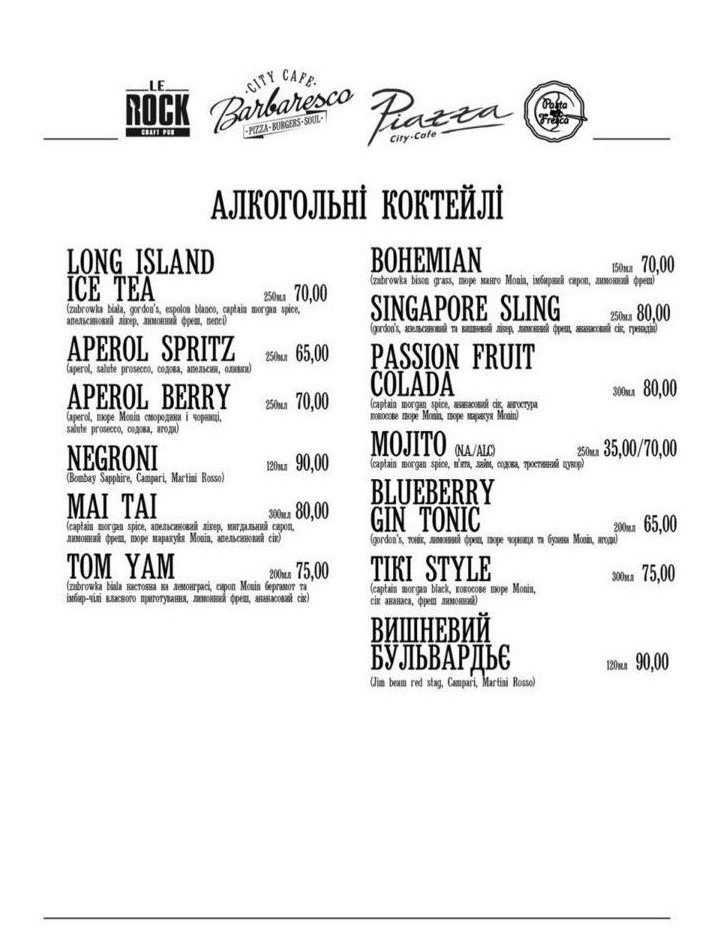 LE
ROCK
CRAFT PUB
·CITY CAFE·
Barbaresco
·PIZZA·BURGERS·SOUL·
Piazza
City·Cafe
Pasta
Fresca
АЛКОГОЛЬНІ КОКТЕЙЛІ
LONG ISLAND
ICE TEA 250мл 70,00
(zubrowka biala, gordon's, espolon blanco, captain morgan spice,
апельсиновий лікер, лимонний фреш, пепсі)
APEROL SPRITZ 250мл 65,00
(aperol, salute prosecco, содова, апельсин, оливки)
APEROL BERRY 250мл 70,00
(aperol, пюре Monin смородини і чорниці,
salute prosecco, содова, ягоди)
NEGRONI 120мл 90,00
(Bombay Sapphire, Campari, Martini Rosso)
MAI TAI 300мл 80,00
(captain morgan spice, апельсиновий лікер, мигдальний сироп,
лимонний фреш, пюре маракуйя Monin, апельсиновий сік)
TOM YAM 200мл 75,00
(zubrowka biala настояна на лемонграсі, сироп Monin бергамот та
імбир-чілі власного приготування, лимонний фреш, ананасовий сік)
BOHEMIAN 150мл 70,00
(zubrowka bison grass, пюре манго Monin, імбирний сироп, лимонний фреш)
SINGAPORE SLING 250мл 80,00
(gordon's, апельсиновий та вишневий лікер, лимонний фреш, ананасовий сік, гренадін)
PASSION FRUIT
COLADA 300мл 80,00
(captain morgan spice, ананасовий сік, ангостура
кокосове пюре Monin, пюре маракуя Monin)
MOJITO (NA/ALC) 250мл 35,00/70,00
(captain morgan spice, м'ята, лайм, содова, тростинний цукор)
BLUEBERRY
GIN TONIC 200мл 65,00
(gordon's, тонік, лимонний фреш, пюре чорниця та бузина Monin, ягоди)
TIKI STYLE 300мл 75,00
(captain morgan black, кокосове пюре Monin,
сік ананаса, фреш лимонний)
ВИШНЕВИЙ
БУЛЬВАРДЬЄ 120мл 90,00
(Jim beam red stag, Campari, Martini Rosso)